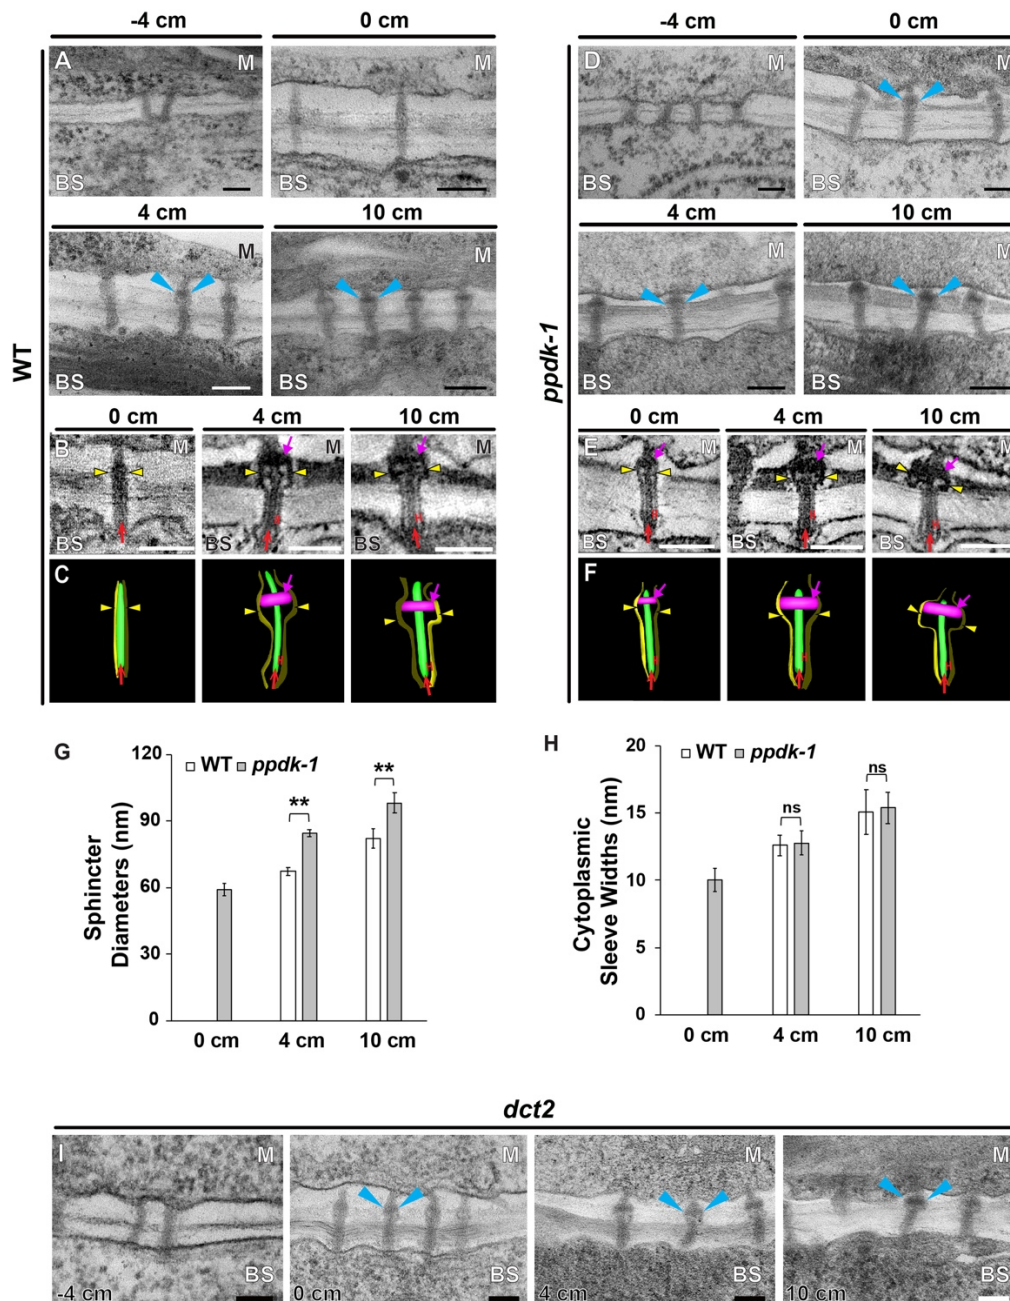 -4 cm 0 cm -4 cm 0 cm
WT
A M M
BS BS
4 cm 10 cm
M M
BS BS
0 cm 4 cm 10 cm
B M M M
BS BS BS
C
ppdk-1
D M M
BS BS
4 cm 10 cm
M M
BS BS
0 cm 4 cm 10 cm
E M M M
BS BS BS
F
G
WT ppdk-1
Sphincter
Diameters (nm)
120
90
60
30
0
** **
0 cm 4 cm 10 cm
H
WT ppdk-1
Cytoplasmic
Sleeve Widths (nm)
20
15
10
5
0
ns ns
0 cm 4 cm 10 cm
dct2
I M M M M
BS BS BS BS
-4 cm 0 cm 4 cm 10 cm